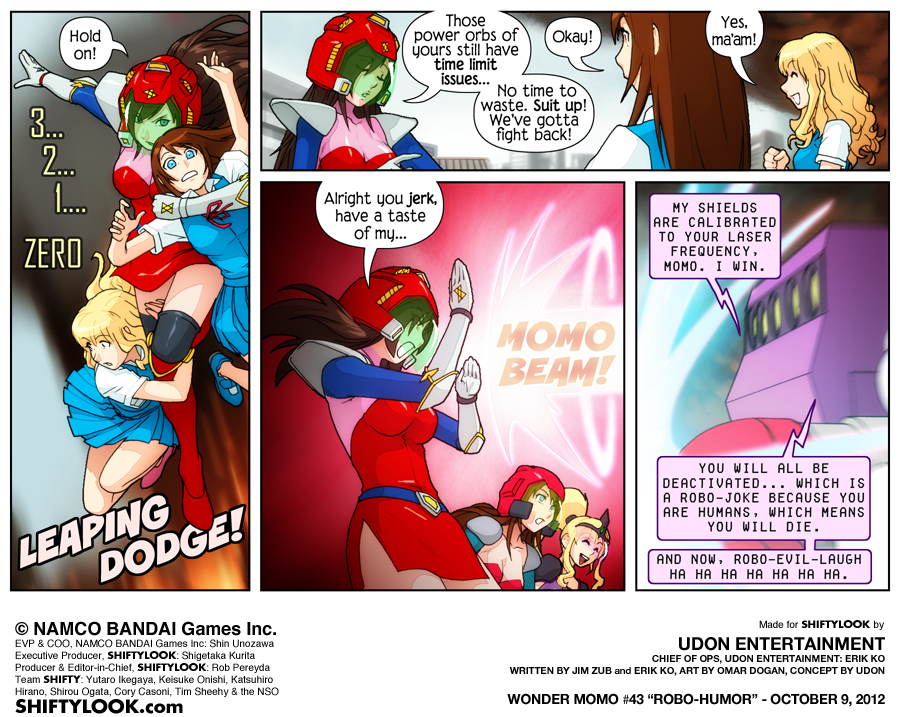 Hold
on!
3...
2...
1....
ZERO
LEAPING
DODGE!
Those
power orbs of
yours still have
time limit
issues...
No time to
waste. Suit up!
We've gotta
fight back!
Okay!
Yes,
ma'am!
Alright you jerk,
have a taste
of my...
MOMO
BEAM!
MY SHIELDS
ARE CALIBRATED
TO YOUR LASER
FREQUENCY,
MOMO. I WIN.
YOU WILL ALL BE
DEACTIVATED... WHICH IS
A ROBO-JOKE BECAUSE YOU
ARE HUMANS, WHICH MEANS
YOU WILL DIE.
AND NOW, ROBO-EVIL-LAUGH
HA HA HA HA HA HA HA.
© NAMCO BANDAI Games Inc.
EVP & COO, NAMCO BANDAI Games Inc: Shin Unozawa
Executive Producer, SHIFTYLOOK: Shigetaka Kurita
Producer & Editor-in-Chief, SHIFTYLOOK: Rob Pereyda
Team SHIFTY: Yutaro Ikegaya, Keisuke Onishi, Katsuhiro
Hirano, Shirou Ogata, Cory Casoni, Tim Sheehy & the NSO
SHIFTYLOOK.com
Made for SHIFTYLOOK by
UDON ENTERTAINMENT
CHIEF OF OPS, UDON ENTERTAINMENT: ERIK KO
WRITTEN BY JIM ZUB and ERIK KO, ART BY OMAR DOGAN, CONCEPT BY UDON
WONDER MOMO #43 “ROBO-HUMOR” - OCTOBER 9, 2012